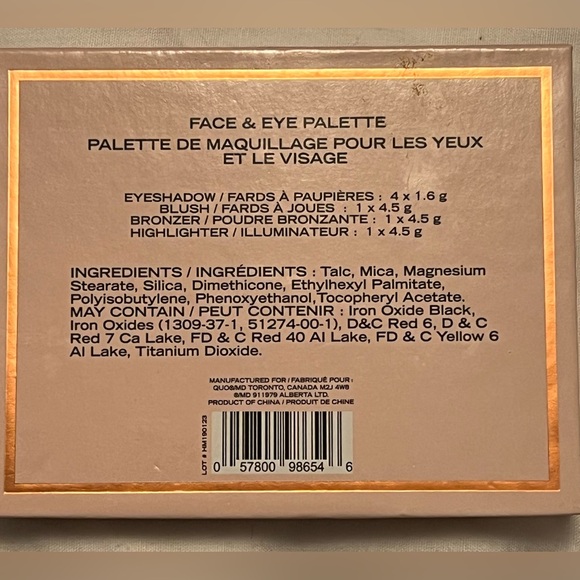 FACE & EYE PALETTE
PALETTE DE MAQUILLAGE POUR LES YEUX
ET LE VISAGE
EYESHADOW / FARDS À PAUPIÈRES : 4 x 1.6 g
BLUSH / FARDS À JOUES : 1 x 4.5 g
BRONZER / POUDRE BRONZANTE : 1 x 4.5 g
HIGHLIGHTER / ILLUMINATEUR : 1 x 4.5 g
INGREDIENTS / INGRÉDIENTS : Talc, Mica, Magnesium
Stearate, Silica, Dimethicone, Ethylhexyl Palmitate,
Polyisobutylene, Phenoxyethanol,Tocopheryl Acetate.
MAY CONTAIN / PEUT CONTENIR : Iron Oxide Black,
Iron Oxides (1309-37-1, 51274-00-1), D&C Red 6, D & C
Red 7 Ca Lake, FD & C Red 40 Al Lake, FD & C Yellow 6
Al Lake, Titanium Dioxide.
MANUFACTURED FOR / FABRIQUÉ POUR :
QUO®/MD TORONTO, CANADA M2J 4W8
®/MD 911979 ALBERTA LTD.
PRODUCT OF CHINA / PRODUIT DE CHINE
LOT # HM190123
0 57800 98654 6